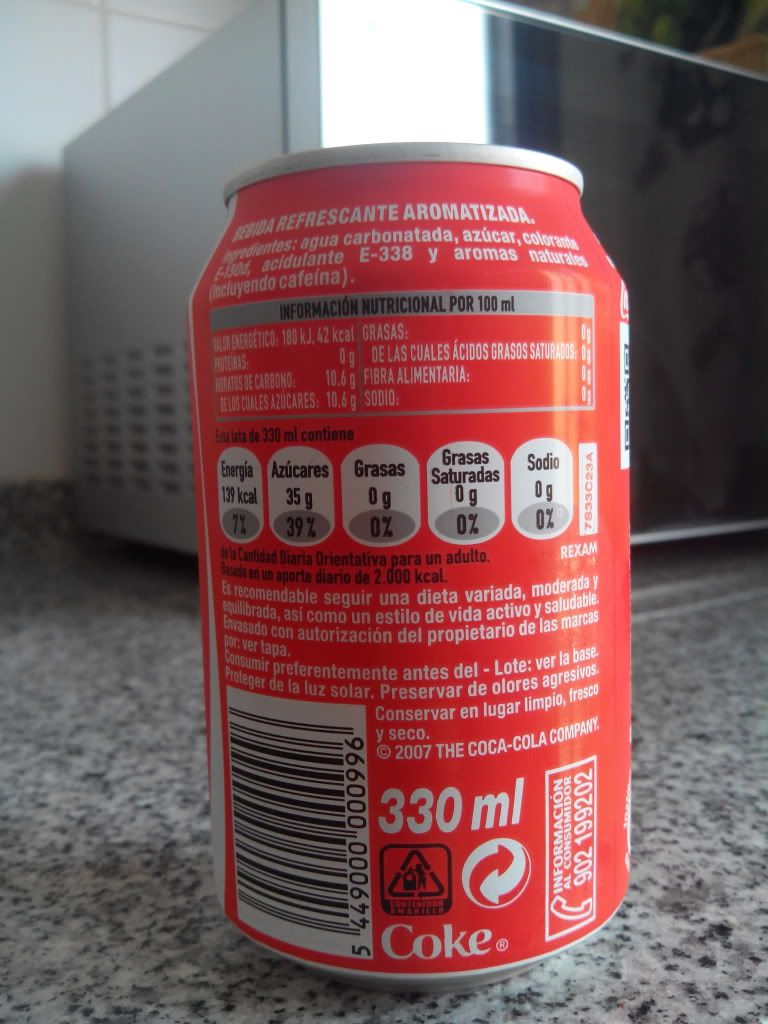 BEBIDA REFRESCANTE AROMATIZADA.
Ingredientes: agua carbonatada, azúcar, colorante
E-150d, acidulante E-338 y aromas naturales
(incluyendo cafeína).
INFORMACIÓN NUTRICIONAL POR 100 ml
VALOR ENERGÉTICO: 180 kJ, 42 kcal GRASAS: 0 g
PROTEÍNAS: 0 g DE LAS CUALES ÁCIDOS GRASOS SATURADOS: 0 g
HIDRATOS DE CARBONO: 10,6 g FIBRA ALIMENTARIA: 0 g
DE LOS CUALES AZÚCARES: 10,6 g SODIO: 0 g
Esta lata de 330 ml contiene
Energía Azúcares Grasas Grasas Saturadas Sodio
139 kcal 35 g 0 g 0 g 0 g
7% 39% 0% 0% 0%
7S33C23A
REXAM
de la Cantidad Diaria Orientativa para un adulto.
Basado en un aporte diario de 2.000 kcal.
Es recomendable seguir una dieta variada, moderada y
equilibrada, así como un estilo de vida activo y saludable.
Envasado con autorización del propietario de las marcas
por: ver tapa.
Consumir preferentemente antes del - Lote: ver la base.
Proteger de la luz solar. Preservar de olores agresivos.
Conservar en lugar limpio, fresco
y seco.
© 2007 THE COCA-COLA COMPANY.
5 449000 000996
330 ml
CONTENEDOR
AMARILLO
Coke®
INFORMACIÓN
AL CONSUMIDOR
902 199202